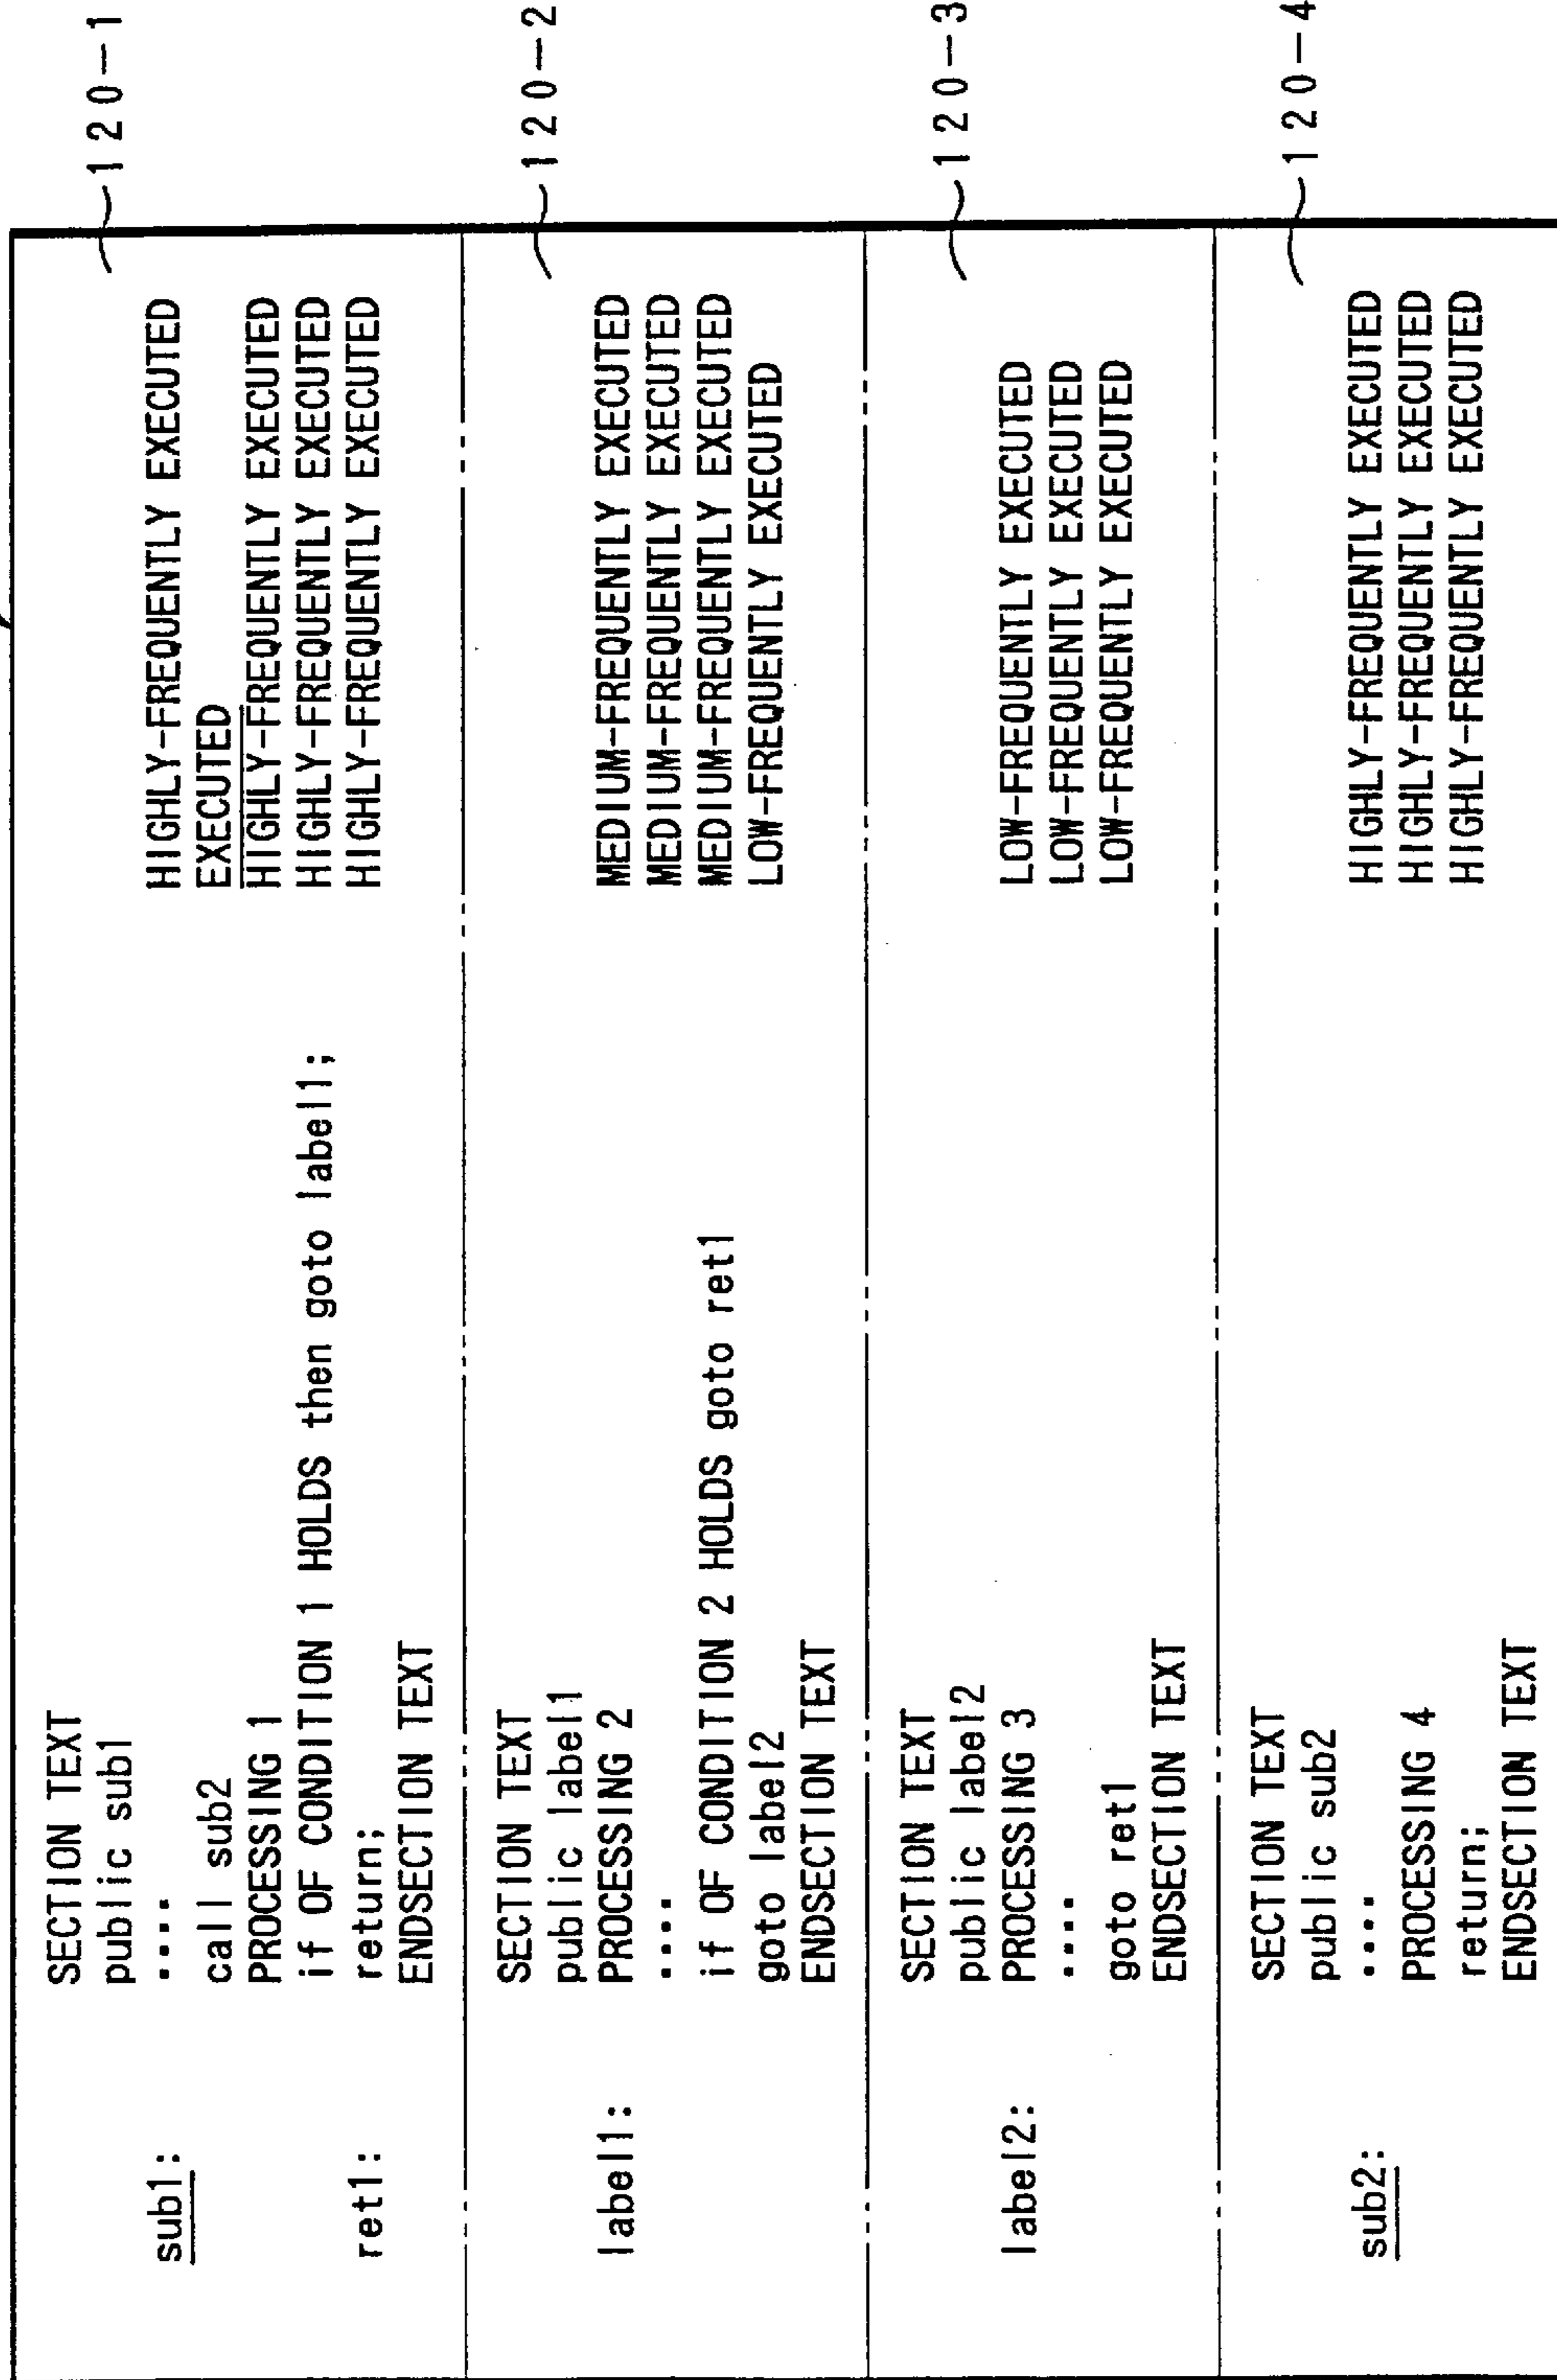 SECTION TEXT 120-1
public sub1
sub1: .... HIGHLY-FREQUENTLY EXECUTED
call sub2 EXECUTED
PROCESSING 1 HIGHLY-FREQUENTLY EXECUTED
if OF CONDITION 1 HOLDS then goto label1; HIGHLY-FREQUENTLY EXECUTED
ret1: return; HIGHLY-FREQUENTLY EXECUTED
ENDSECTION TEXT
SECTION TEXT 120-2
public label1
label1: PROCESSING 2 MEDIUM-FREQUENTLY EXECUTED
.... MEDIUM-FREQUENTLY EXECUTED
if OF CONDITION 2 HOLDS goto ret1 MEDIUM-FREQUENTLY EXECUTED
goto label2 LOW-FREQUENTLY EXECUTED
ENDSECTION TEXT
SECTION TEXT 120-3
public label2
label2: PROCESSING 3 LOW-FREQUENTLY EXECUTED
.... LOW-FREQUENTLY EXECUTED
goto ret1 LOW-FREQUENTLY EXECUTED
ENDSECTION TEXT
SECTION TEXT 120-4
public sub2
sub2: .... HIGHLY-FREQUENTLY EXECUTED
PROCESSING 4 HIGHLY-FREQUENTLY EXECUTED
return; HIGHLY-FREQUENTLY EXECUTED
ENDSECTION TEXT